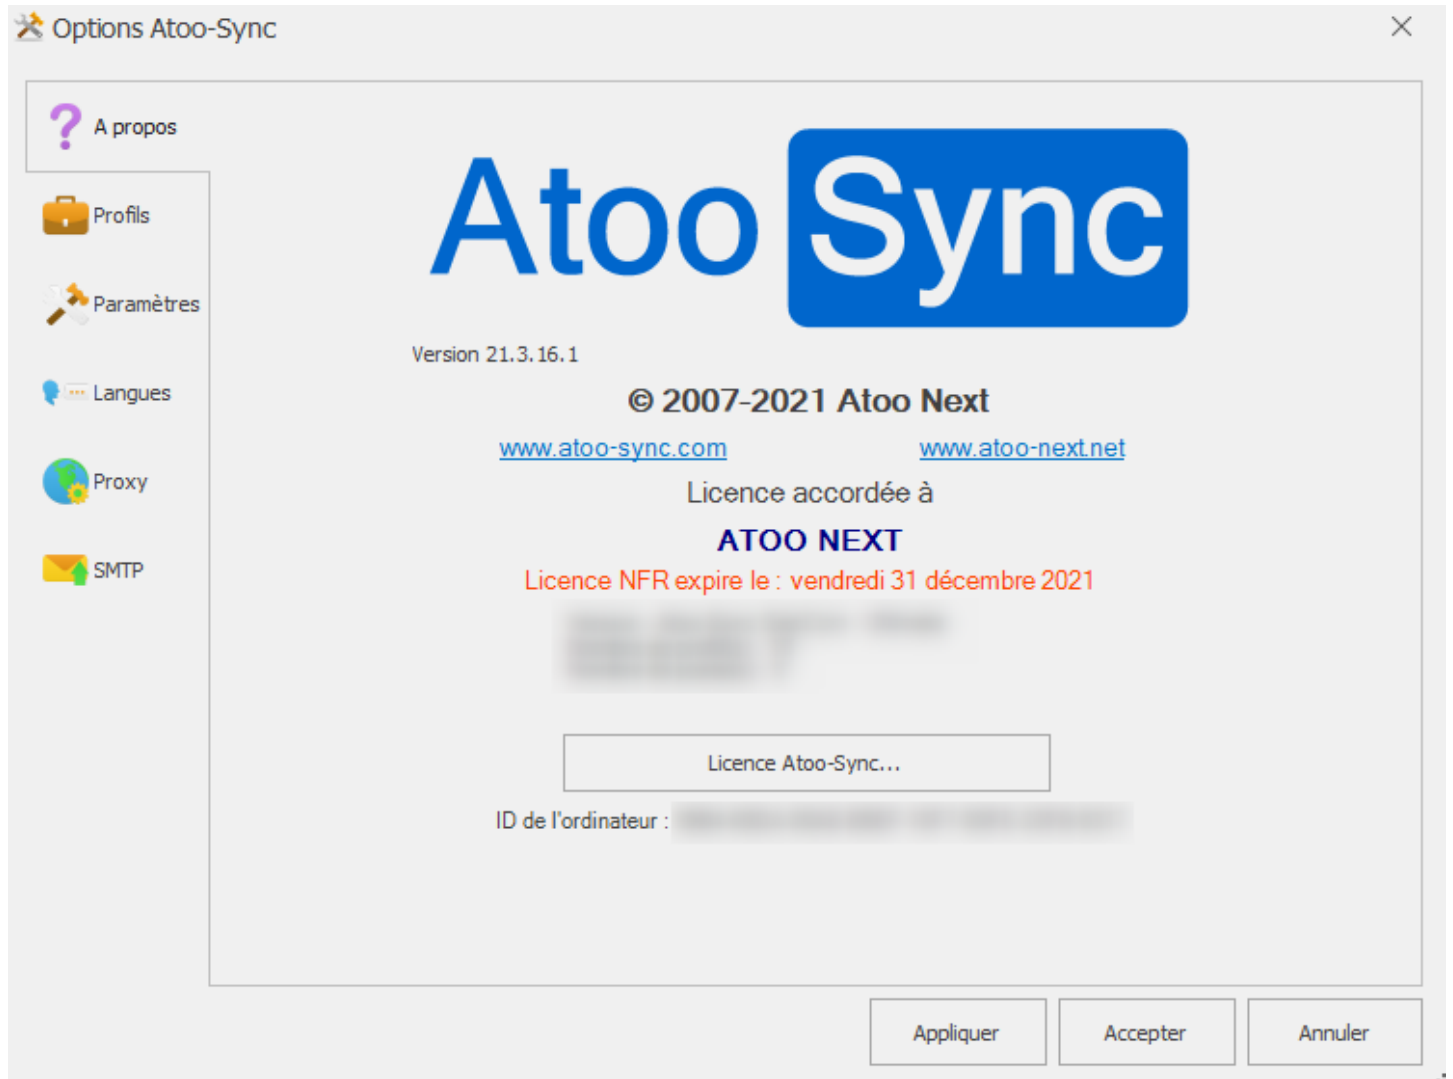 Options Atoo-Sync
A propos
Profils
Paramètres
Langues
Proxy
SMTP
Atoo Sync
Version 21.3.16.1
© 2007-2021 Atoo Next
www.atoo-sync.com www.atoo-next.net
Licence accordée à
ATOO NEXT
Licence NFR expire le : vendredi 31 décembre 2021
Licence Atoo-Sync...
ID de l'ordinateur :
Appliquer Accepter Annuler